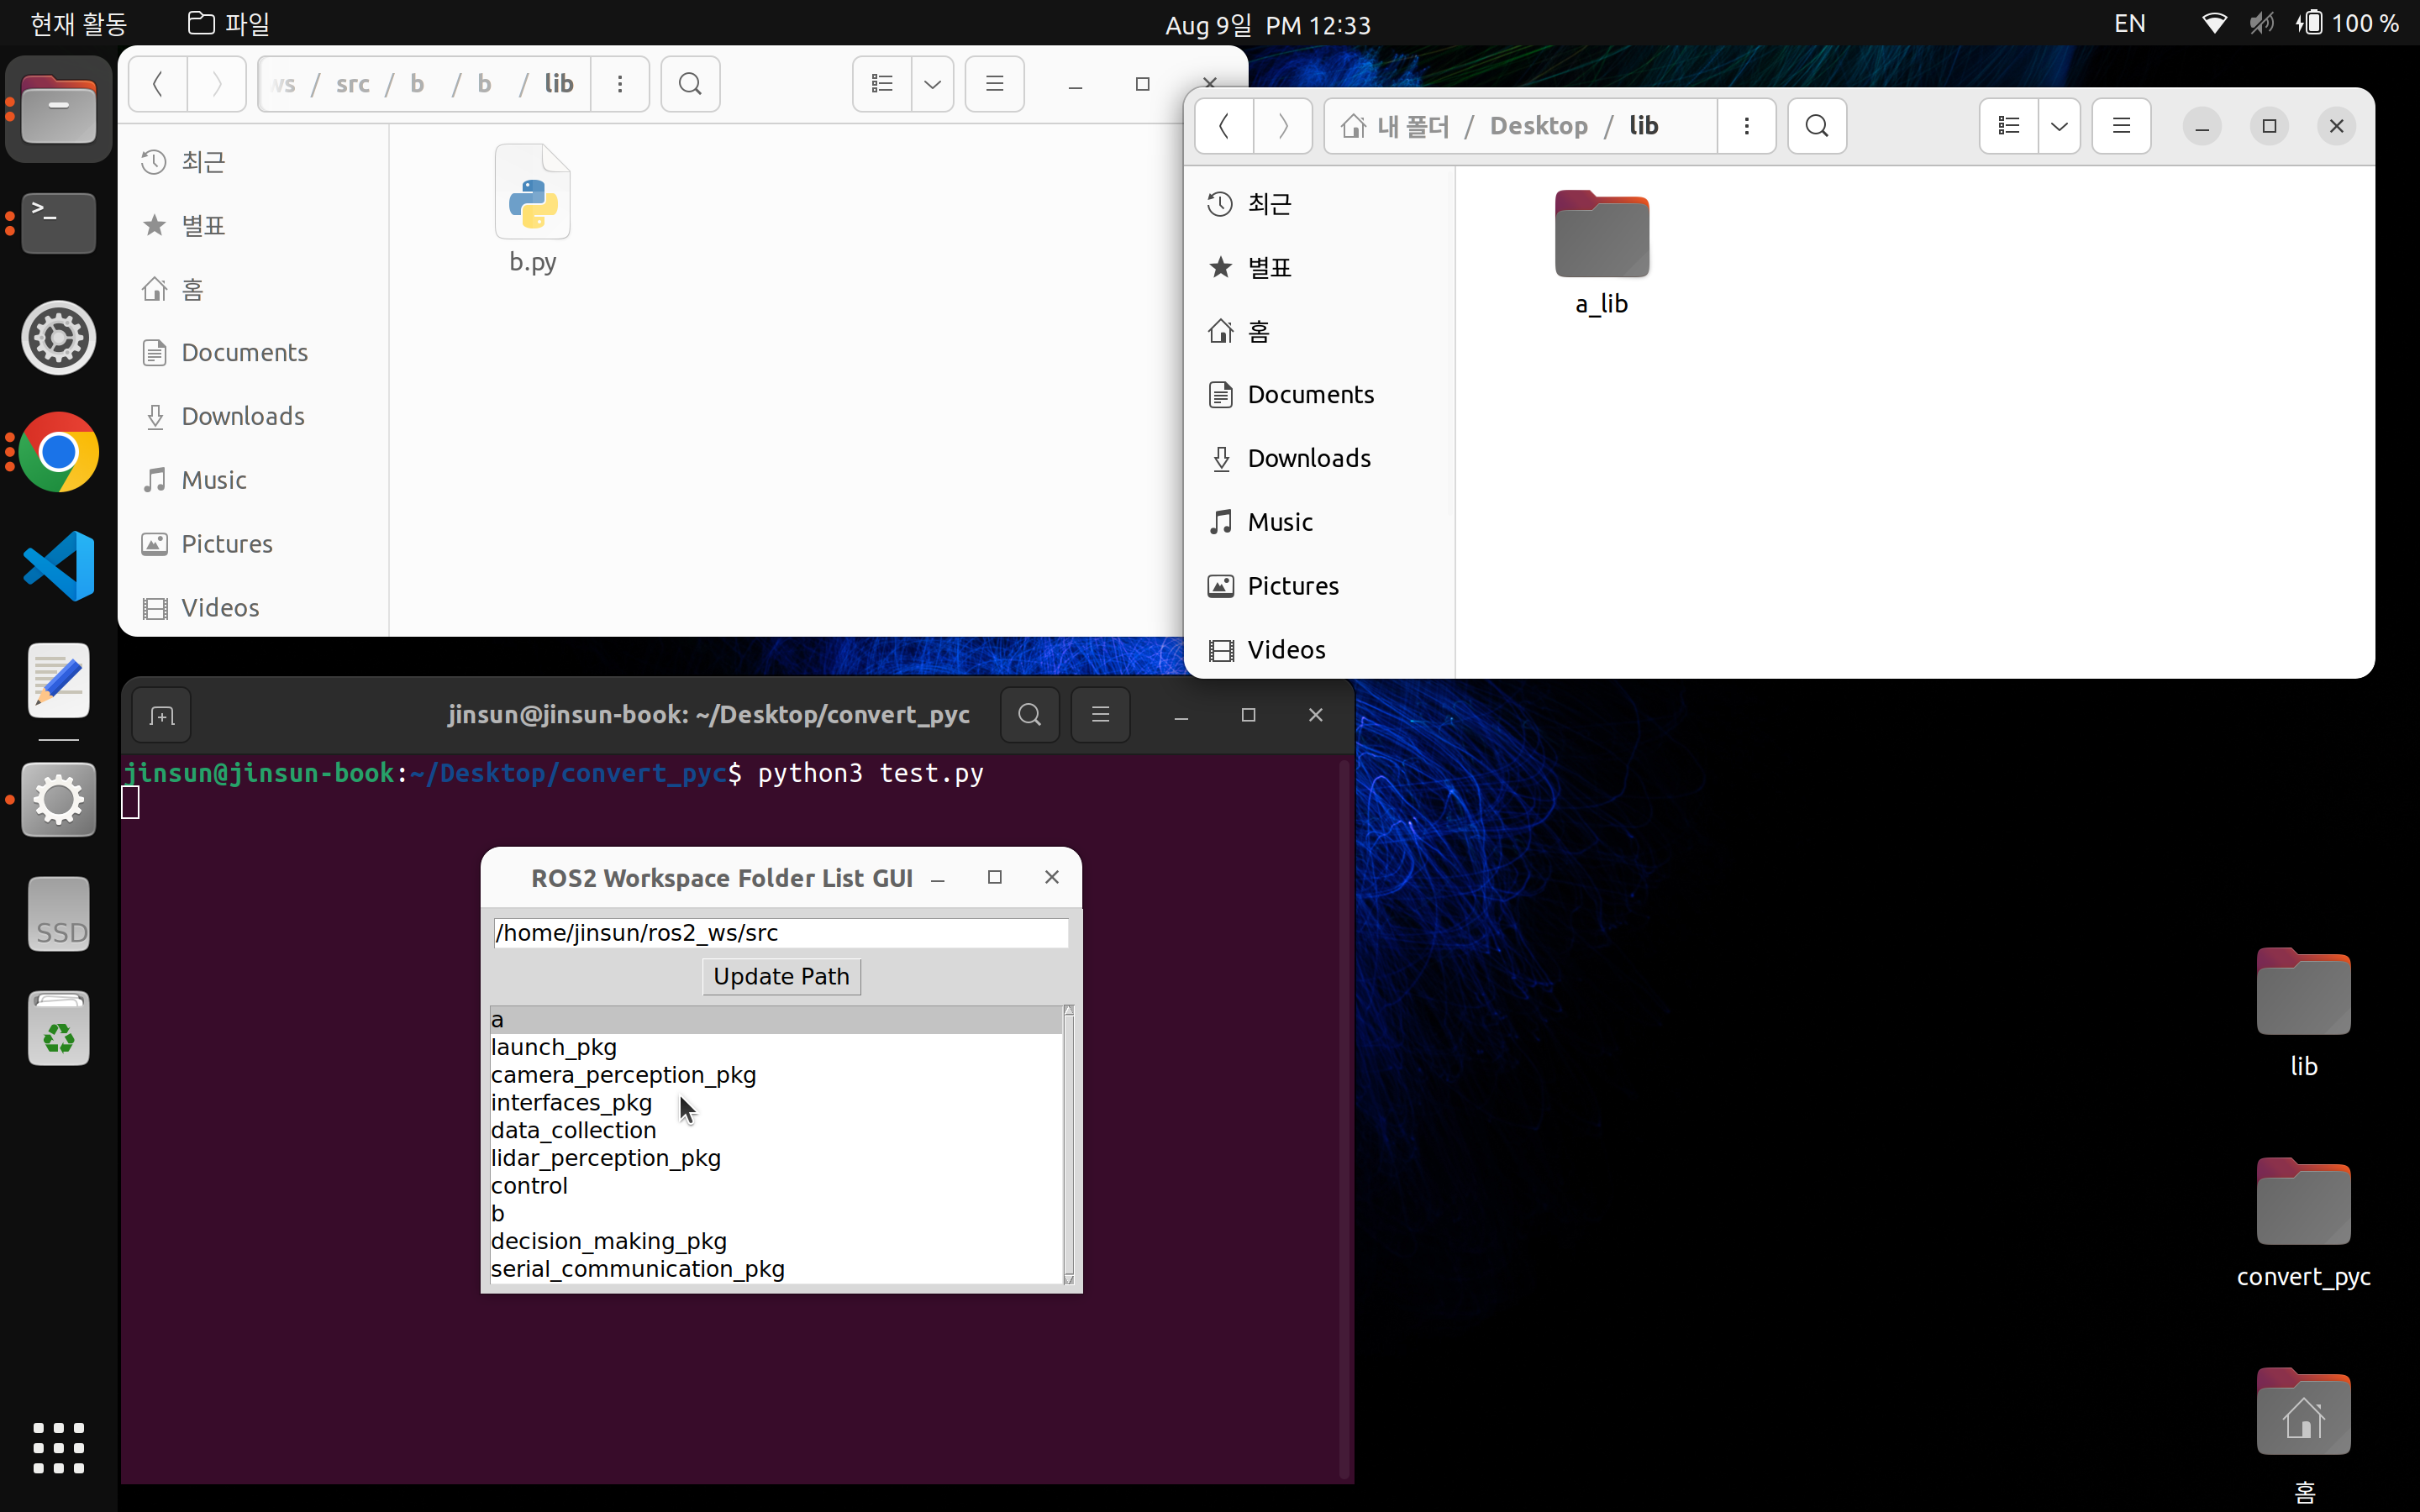 현재 활동
파일
Aug 9일 PM 12:33
EN
100 %
/ src / b / b / lib
최근
별표
홈
Documents
Downloads
Music
Pictures
Videos
b.py
내 폴더 / Desktop / lib
최근
별표
홈
Documents
Downloads
Music
Pictures
Videos
a_lib
jinsun@jinsun-book: ~/Desktop/convert_pyc
jinsun@jinsun-book:~/Desktop/convert_pyc$ python3 test.py
ROS2 Workspace Folder List GUI
/home/jinsun/ros2_ws/src
Update Path
a
launch_pkg
camera_perception_pkg
interfaces_pkg
data_collection
lidar_perception_pkg
control
b
decision_making_pkg
serial_communication_pkg
>_
SSD
lib
convert_pyc
홈